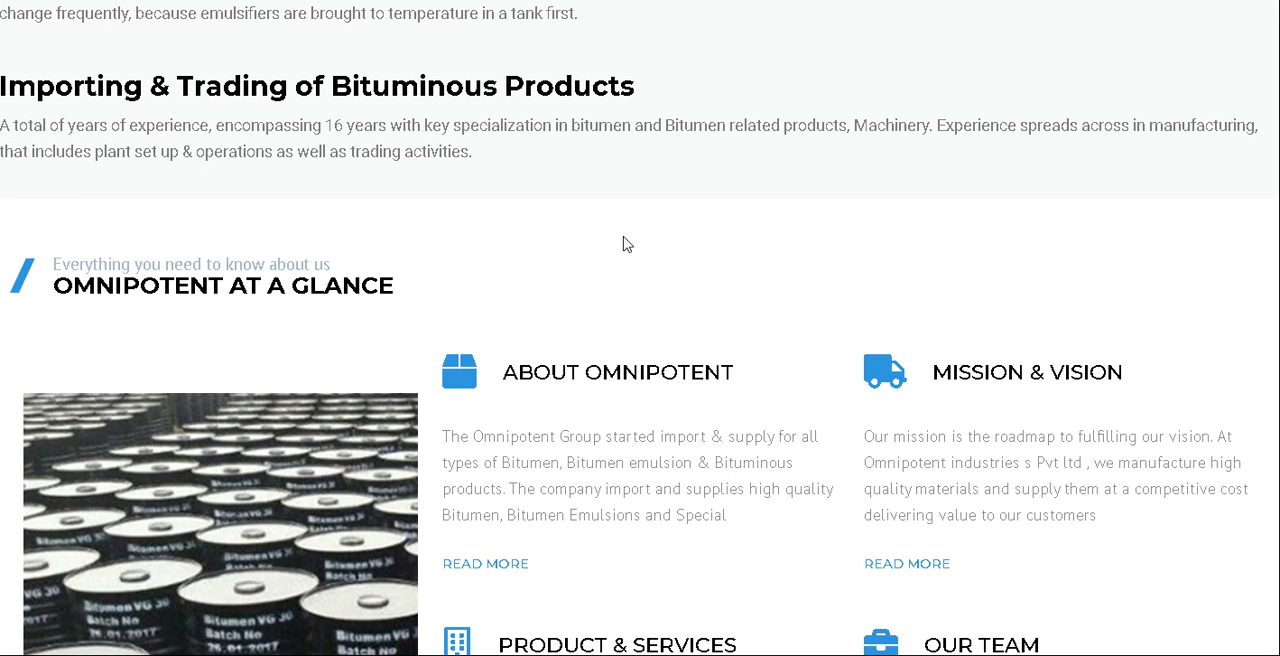 change frequently, because emulsifiers are brought to temperature in a tank first.
Importing & Trading of Bituminous Products
A total of years of experience, encompassing 16 years with key specialization in bitumen and Bitumen related products, Machinery. Experience spreads across in manufacturing,
that includes plant set up & operations as well as trading activities.
Everything you need to know about us
OMNIPOTENT AT A GLANCE
ABOUT OMNIPOTENT
The Omnipotent Group started import & supply for all
types of Bitumen, Bitumen emulsion & Bituminous
products. The company import and supplies high quality
Bitumen, Bitumen Emulsions and Special
READ MORE
MISSION & VISION
Our mission is the roadmap to fulfilling our vision. At
Omnipotent industries s Pvt ltd , we manufacture high
quality materials and supply them at a competitive cost
delivering value to our customers
READ MORE
PRODUCT & SERVICES
OUR TEAM
Bitumen VG 30
Batch No
26.01.2017
Bitumen VG
Batch No
Bitumen VG
Batch No